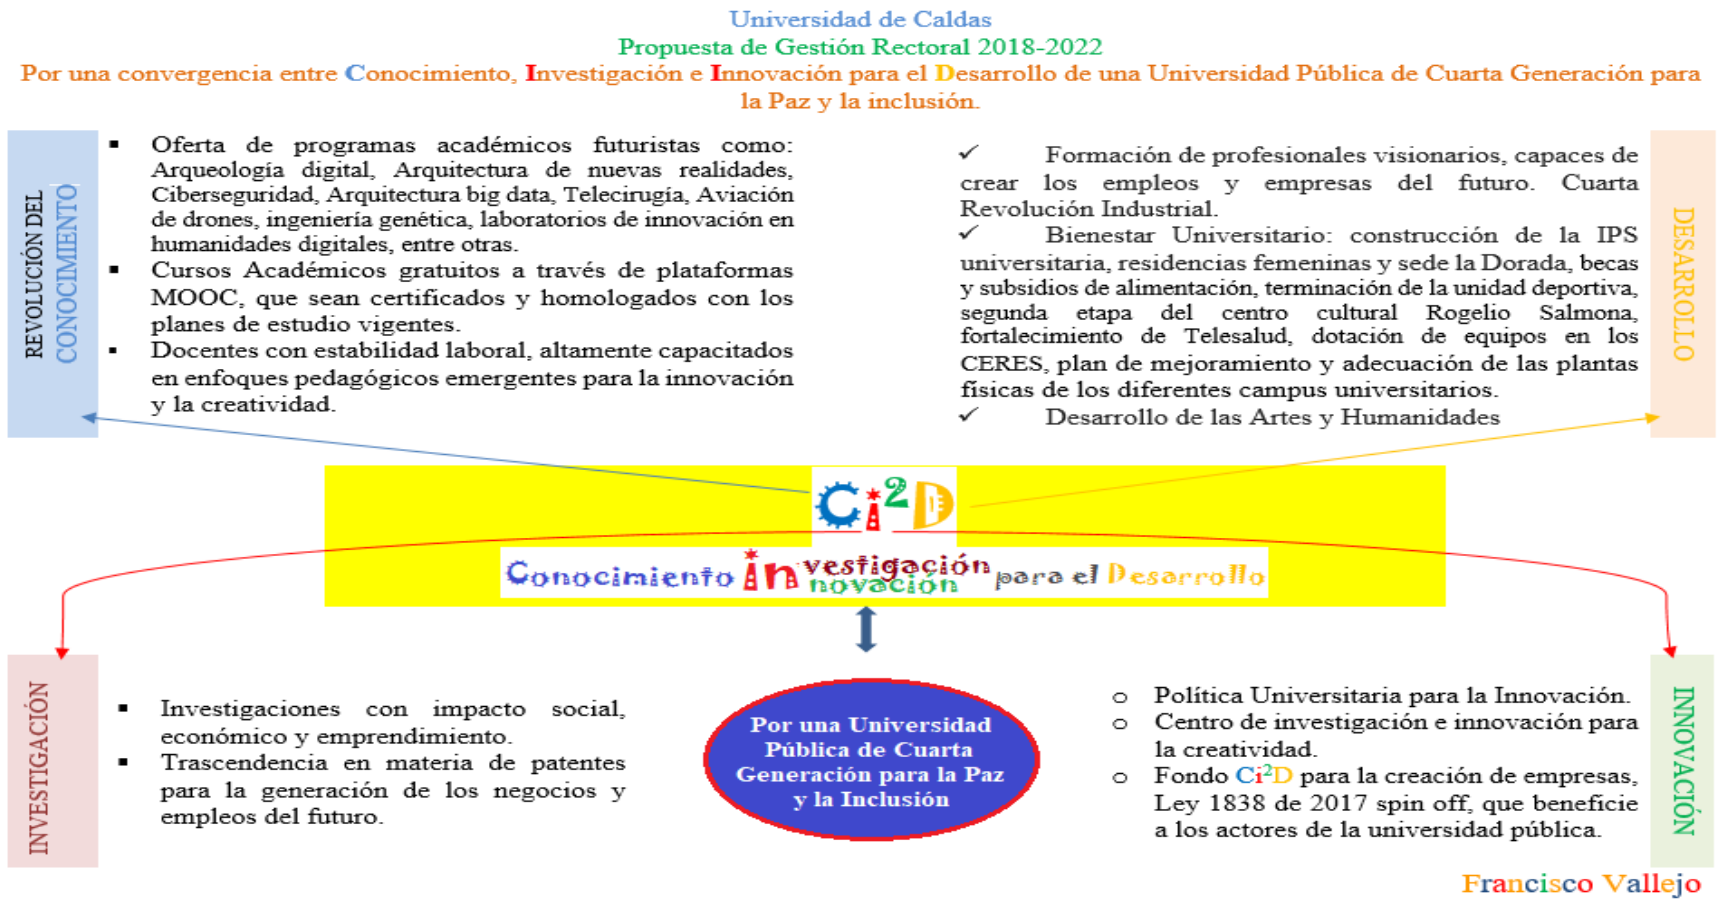 Universidad de Caldas
Propuesta de Gestión Rectoral 2018-2022
Por una convergencia entre Conocimiento, Investigación e Innovación para el Desarrollo de una Universidad Pública de Cuarta Generación para
la Paz y la inclusión.
REVOLUCIÓN DEL
CONOCIMIENTO
▪ Oferta de programas académicos futuristas como:
Arqueología digital, Arquitectura de nuevas realidades,
Ciberseguridad, Arquitectura big data, Telecirugía, Aviación
de drones, ingeniería genética, laboratorios de innovación en
humanidades digitales, entre otras.
▪ Cursos Académicos gratuitos a través de plataformas
MOOC, que sean certificados y homologados con los
planes de estudio vigentes.
▪ Docentes con estabilidad laboral, altamente capacitados
en enfoques pedagógicos emergentes para la innovación
y la creatividad.
✓ Formación de profesionales visionarios, capaces de
crear los empleos y empresas del futuro. Cuarta
Revolución Industrial.
✓ Bienestar Universitario: construcción de la IPS
universitaria, residencias femeninas y sede la Dorada, becas
y subsidios de alimentación, terminación de la unidad deportiva,
segunda etapa del centro cultural Rogelio Salmona,
fortalecimiento de Telesalud, dotación de equipos en los
CERES, plan de mejoramiento y adecuación de las plantas
físicas de los diferentes campus universitarios.
✓ Desarrollo de las Artes y Humanidades
DESARROLLO
Ci²D
Conocimiento investigación novación para el Desarrollo
INVESTIGACIÓN
▪ Investigaciones con impacto social,
económico y emprendimiento.
▪ Trascendencia en materia de patentes
para la generación de los negocios y
empleos del futuro.
Por una Universidad
Pública de Cuarta
Generación para la Paz
y la Inclusión
o Política Universitaria para la Innovación.
o Centro de investigación e innovación para
la creatividad.
o Fondo Ci²D para la creación de empresas,
Ley 1838 de 2017 spin off, que beneficie
a los actores de la universidad pública.
INNOVACIÓN
Francisco Vallejo